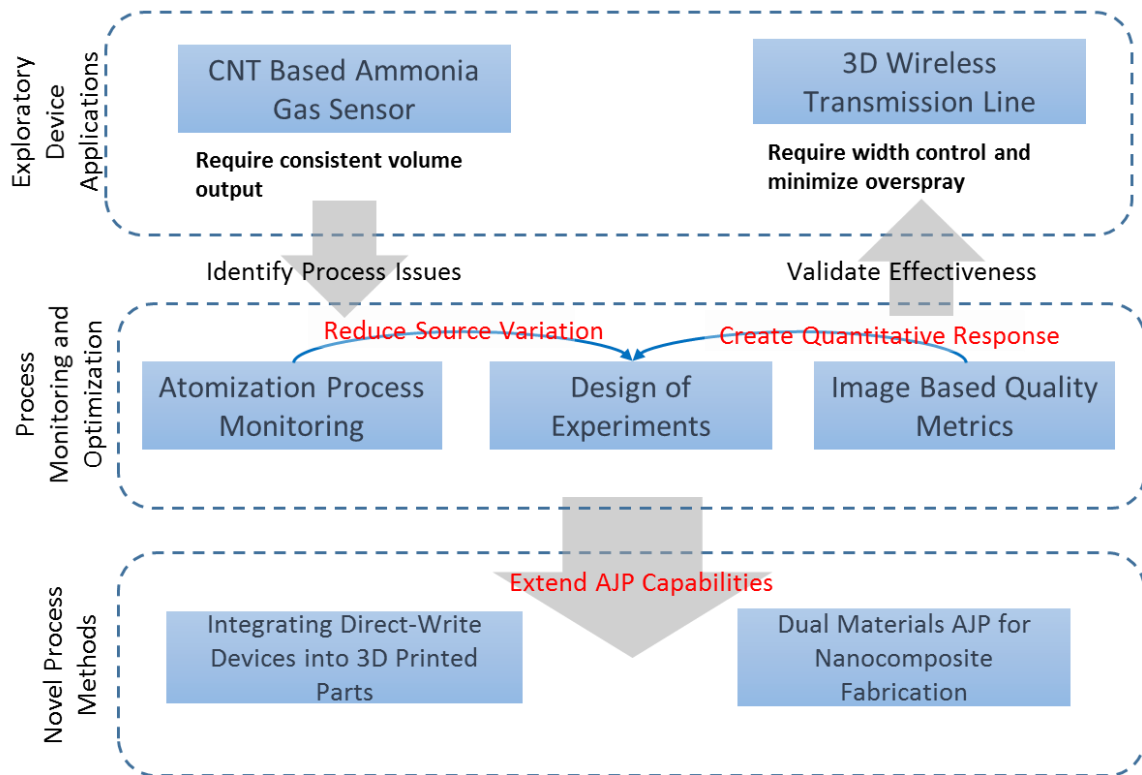 Exploratory
Device
Applications
CNT Based Ammonia
Gas Sensor
3D Wireless
Transmission Line
Require consistent volume
output
Require width control and
minimize overspray
Identify Process Issues
Validate Effectiveness
Process
Monitoring and
Optimization
Reduce Source Variation
Create Quantitative Response
Atomization Process
Monitoring
Design of
Experiments
Image Based Quality
Metrics
Extend AJP Capabilities
Novel Process
Methods
Integrating Direct-Write
Devices into 3D Printed
Parts
Dual Materials AJP for
Nanocomposite
Fabrication